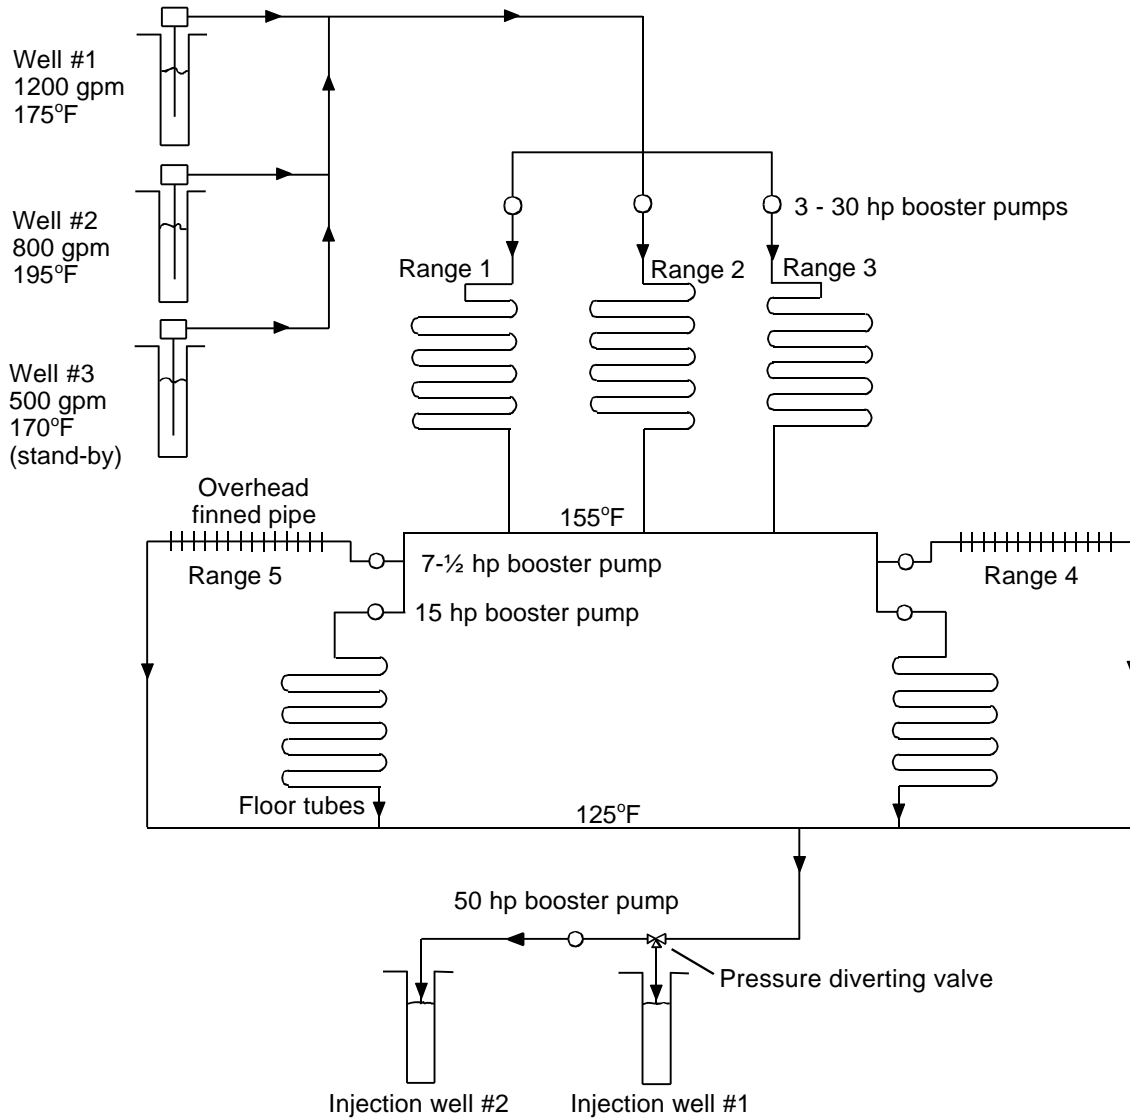 Well #1
1200 gpm
175°F
Well #2
800 gpm
195°F
3 - 30 hp booster pumps
Range 1
Range 2
Range 3
Well #3
500 gpm
170°F
(stand-by)
Overhead
finned pipe
155°F
Range 5
7-½ hp booster pump
Range 4
15 hp booster pump
Floor tubes
125°F
50 hp booster pump
Pressure diverting valve
Injection well #2
Injection well #1